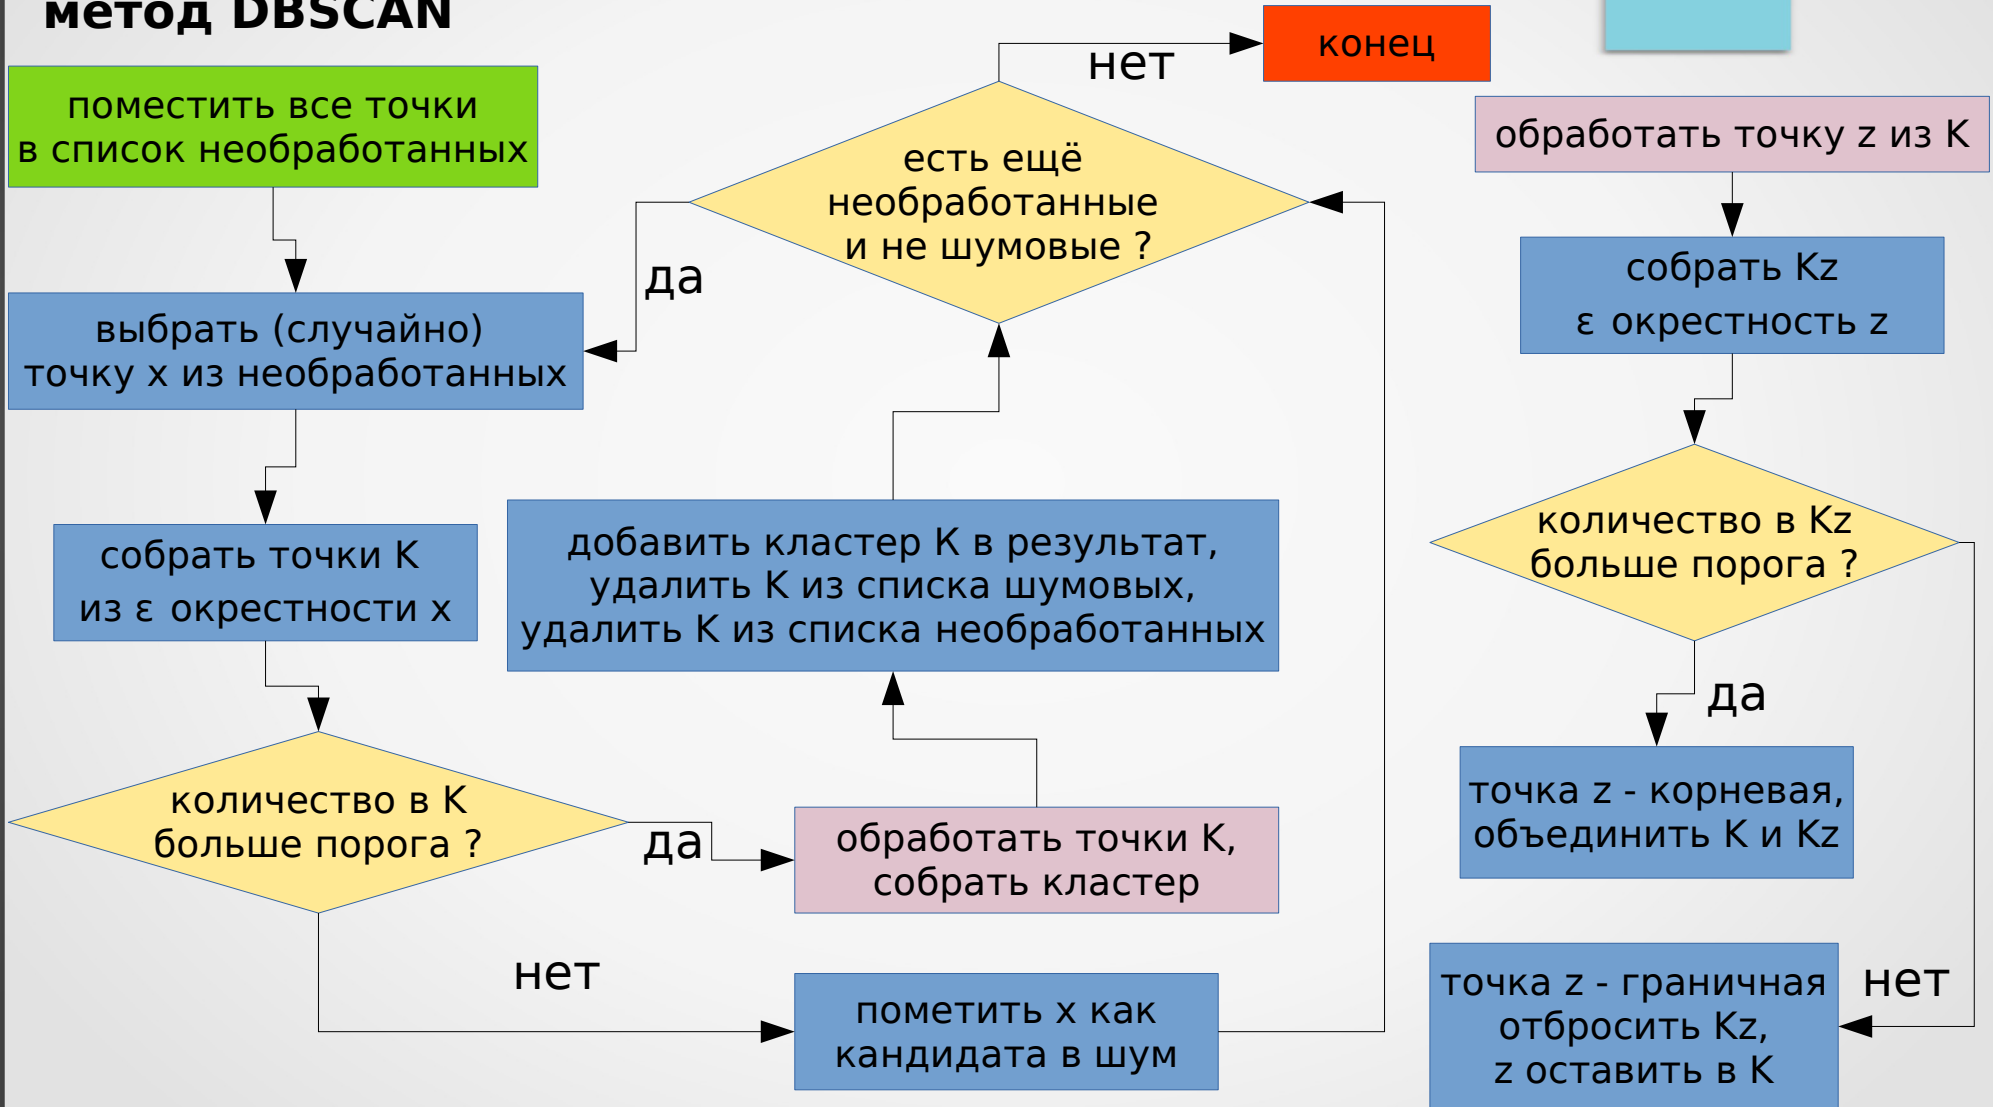 метод DBSCAN
поместить все точки
в список необработанных
выбрать (случайно)
точку x из необработанных
собрать точки K
из ε окрестности x
количество в K
больше порога ?
да
нет
обработать точки K,
собрать кластер
пометить x как
кандидата в шум
добавить кластер K в результат,
удалить K из списка шумовых,
удалить K из списка необработанных
есть ещё
необработанные
и не шумовые ?
да
нет
конец
обработать точку z из K
собрать Kz
ε окрестность z
количество в Kz
больше порога ?
да
точка z - корневая,
объединить K и Kz
нет
точка z - граничная
отбросить Kz,
z оставить в K